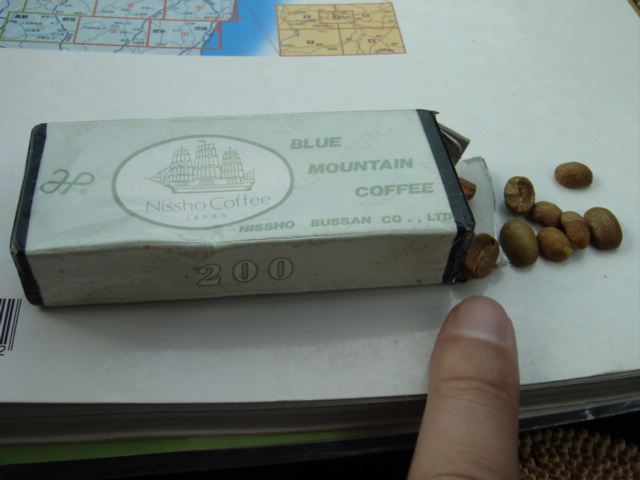 BLUE
MOUNTAIN
COFFEE
Nissho Coffee
JAPAN
NISSHO BUSSAN CO., LTD
200